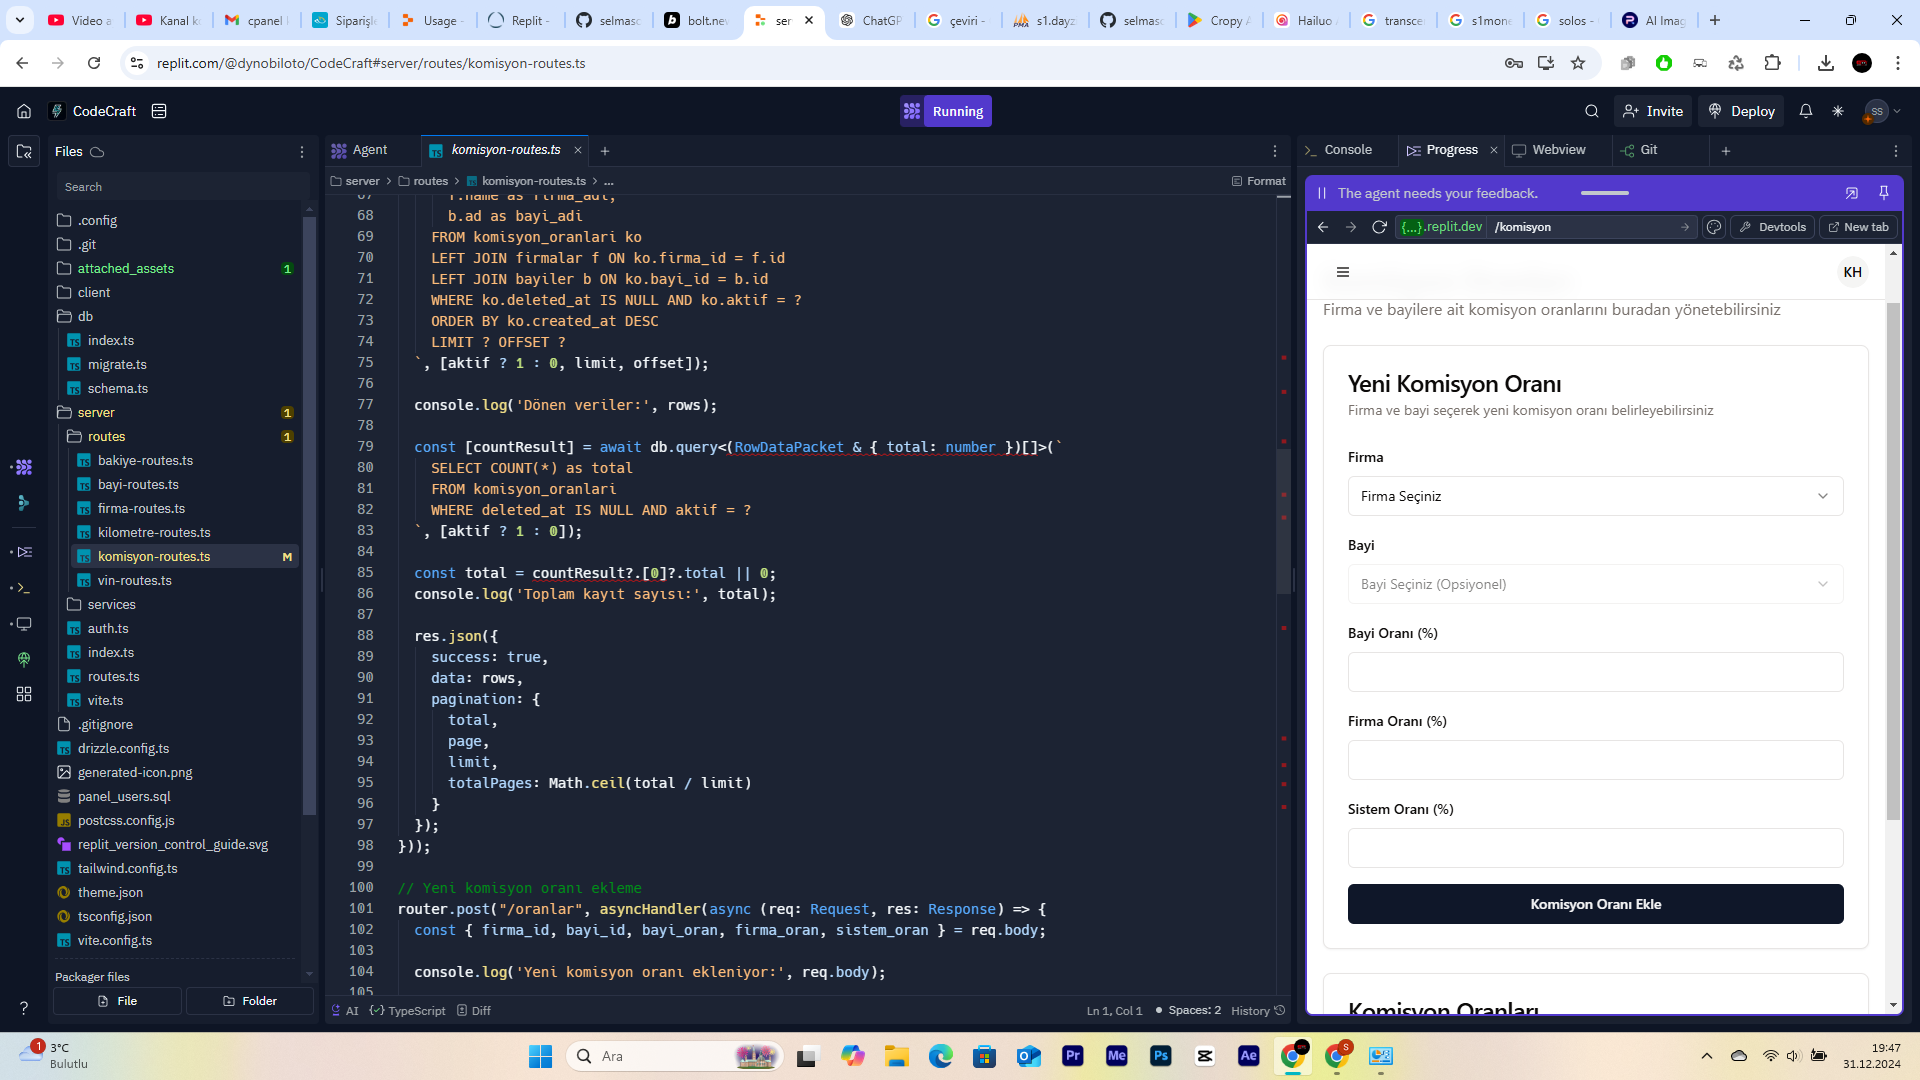 Video a
Kanal k
cpanel l
Siparişle
Usage -
Replit -
selmasc
bolt.nev
ser
ChatGP
çeviri -
s1.dayz
selmasc
Cropy A
Hailuo A
transce
s1mone
solos -
AI Imag
replit.com/@dynobiloto/CodeCraft#server/routes/komisyon-routes.ts
CodeCraft
Running
Invite
Deploy
SS
Files
Agent
komisyon-routes.ts
Console
Progress
Webview
Git
Search
server
routes
komisyon-routes.ts
...
Format
The agent needs your feedback.
{...}.replit.dev
/komisyon
Devtools
New tab
.config
.git
attached_assets 1
client
db
index.ts
migrate.ts
schema.ts
server 1
routes 1
bakiye-routes.ts
bayi-routes.ts
firma-routes.ts
kilometre-routes.ts
komisyon-routes.ts M
vin-routes.ts
services
auth.ts
index.ts
routes.ts
vite.ts
.gitignore
drizzle.config.ts
generated-icon.png
panel_users.sql
postcss.config.js
replit_version_control_guide.svg
tailwind.config.ts
theme.json
tsconfig.json
vite.config.ts
Packager files
File
Folder
67 f.name as firma_adi,
68 b.ad as bayi_adi
69 FROM komisyon_oranlari ko
70 LEFT JOIN firmalar f ON ko.firma_id = f.id
71 LEFT JOIN bayiler b ON ko.bayi_id = b.id
72 WHERE ko.deleted_at IS NULL AND ko.aktif = ?
73 ORDER BY ko.created_at DESC
74 LIMIT ? OFFSET ?
75 `, [aktif ? 1 : 0, limit, offset]);
76
77 console.log('Dönen veriler:', rows);
78
79 const [countResult] = await db.query<(RowDataPacket & { total: number })[]>(`
80 SELECT COUNT(*) as total
81 FROM komisyon_oranlari
82 WHERE deleted_at IS NULL AND aktif = ?
83 `, [aktif ? 1 : 0]);
84
85 const total = countResult?.[0]?.total || 0;
86 console.log('Toplam kayıt sayısı:', total);
87
88 res.json({
89 success: true,
90 data: rows,
91 pagination: {
92 total,
93 page,
94 limit,
95 totalPages: Math.ceil(total / limit)
96 }
97 });
98 }));
99
100 // Yeni komisyon oranı ekleme
101 router.post("/oranlar", asyncHandler(async (req: Request, res: Response) => {
102 const { firma_id, bayi_id, bayi_oran, firma_oran, sistem_oran } = req.body;
103
104 console.log('Yeni komisyon oranı ekleniyor:', req.body);
105
AI
TypeScript
Diff
Ln 1, Col 1
Spaces: 2
History
KH
Firma ve bayilere ait komisyon oranlarını buradan yönetebilirsiniz
Yeni Komisyon Oranı
Firma ve bayi seçerek yeni komisyon oranı belirleyebilirsiniz
Firma
Firma Seçiniz
Bayi
Bayi Seçiniz (Opsiyonel)
Bayi Oranı (%)
Firma Oranı (%)
Sistem Oranı (%)
Komisyon Oranı Ekle
Komisyon Oranları
1
3°C
Bulutlu
Ara
Pr
Me
Ps
Ae
S
19:47
31.12.2024